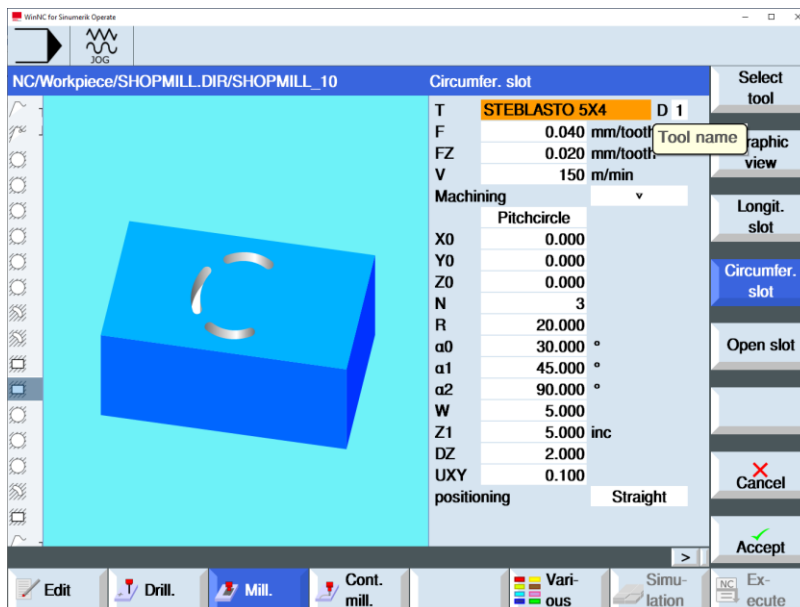 WinNC for Sinumerik Operate
JOG
NC/Workpiece/SHOPMILL.DIR/SHOPMILL_10
Circumfer. slot
Select
tool
T STEBLASTO 5X4 D 1
F 0.040 mm/tooth
Tool name
raphic
view
FZ 0.020 mm/tooth
V 150 m/min
Machining v
Pitchcircle
Longit.
slot
X0 0.000
Y0 0.000
Z0 0.000
Circumfer.
slot
N 3
R 20.000
α0 30.000 °
Open slot
α1 45.000 °
α2 90.000 °
W 5.000
Z1 5.000 inc
DZ 2.000
UXY 0.100
Cancel
positioning Straight
Accept
>
Edit
Drill.
Mill.
Cont.
mill.
Vari-
ous
Simu-
lation
NC
Ex-
ecute